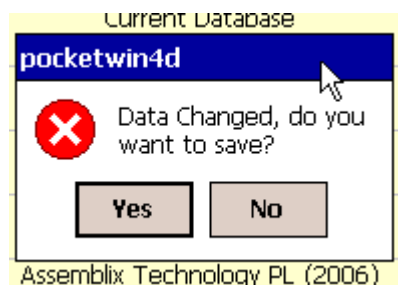 Current Database
pocketwin4d
Data Changed, do you
want to save?
Yes No
Assemblix Technology PL (2006)